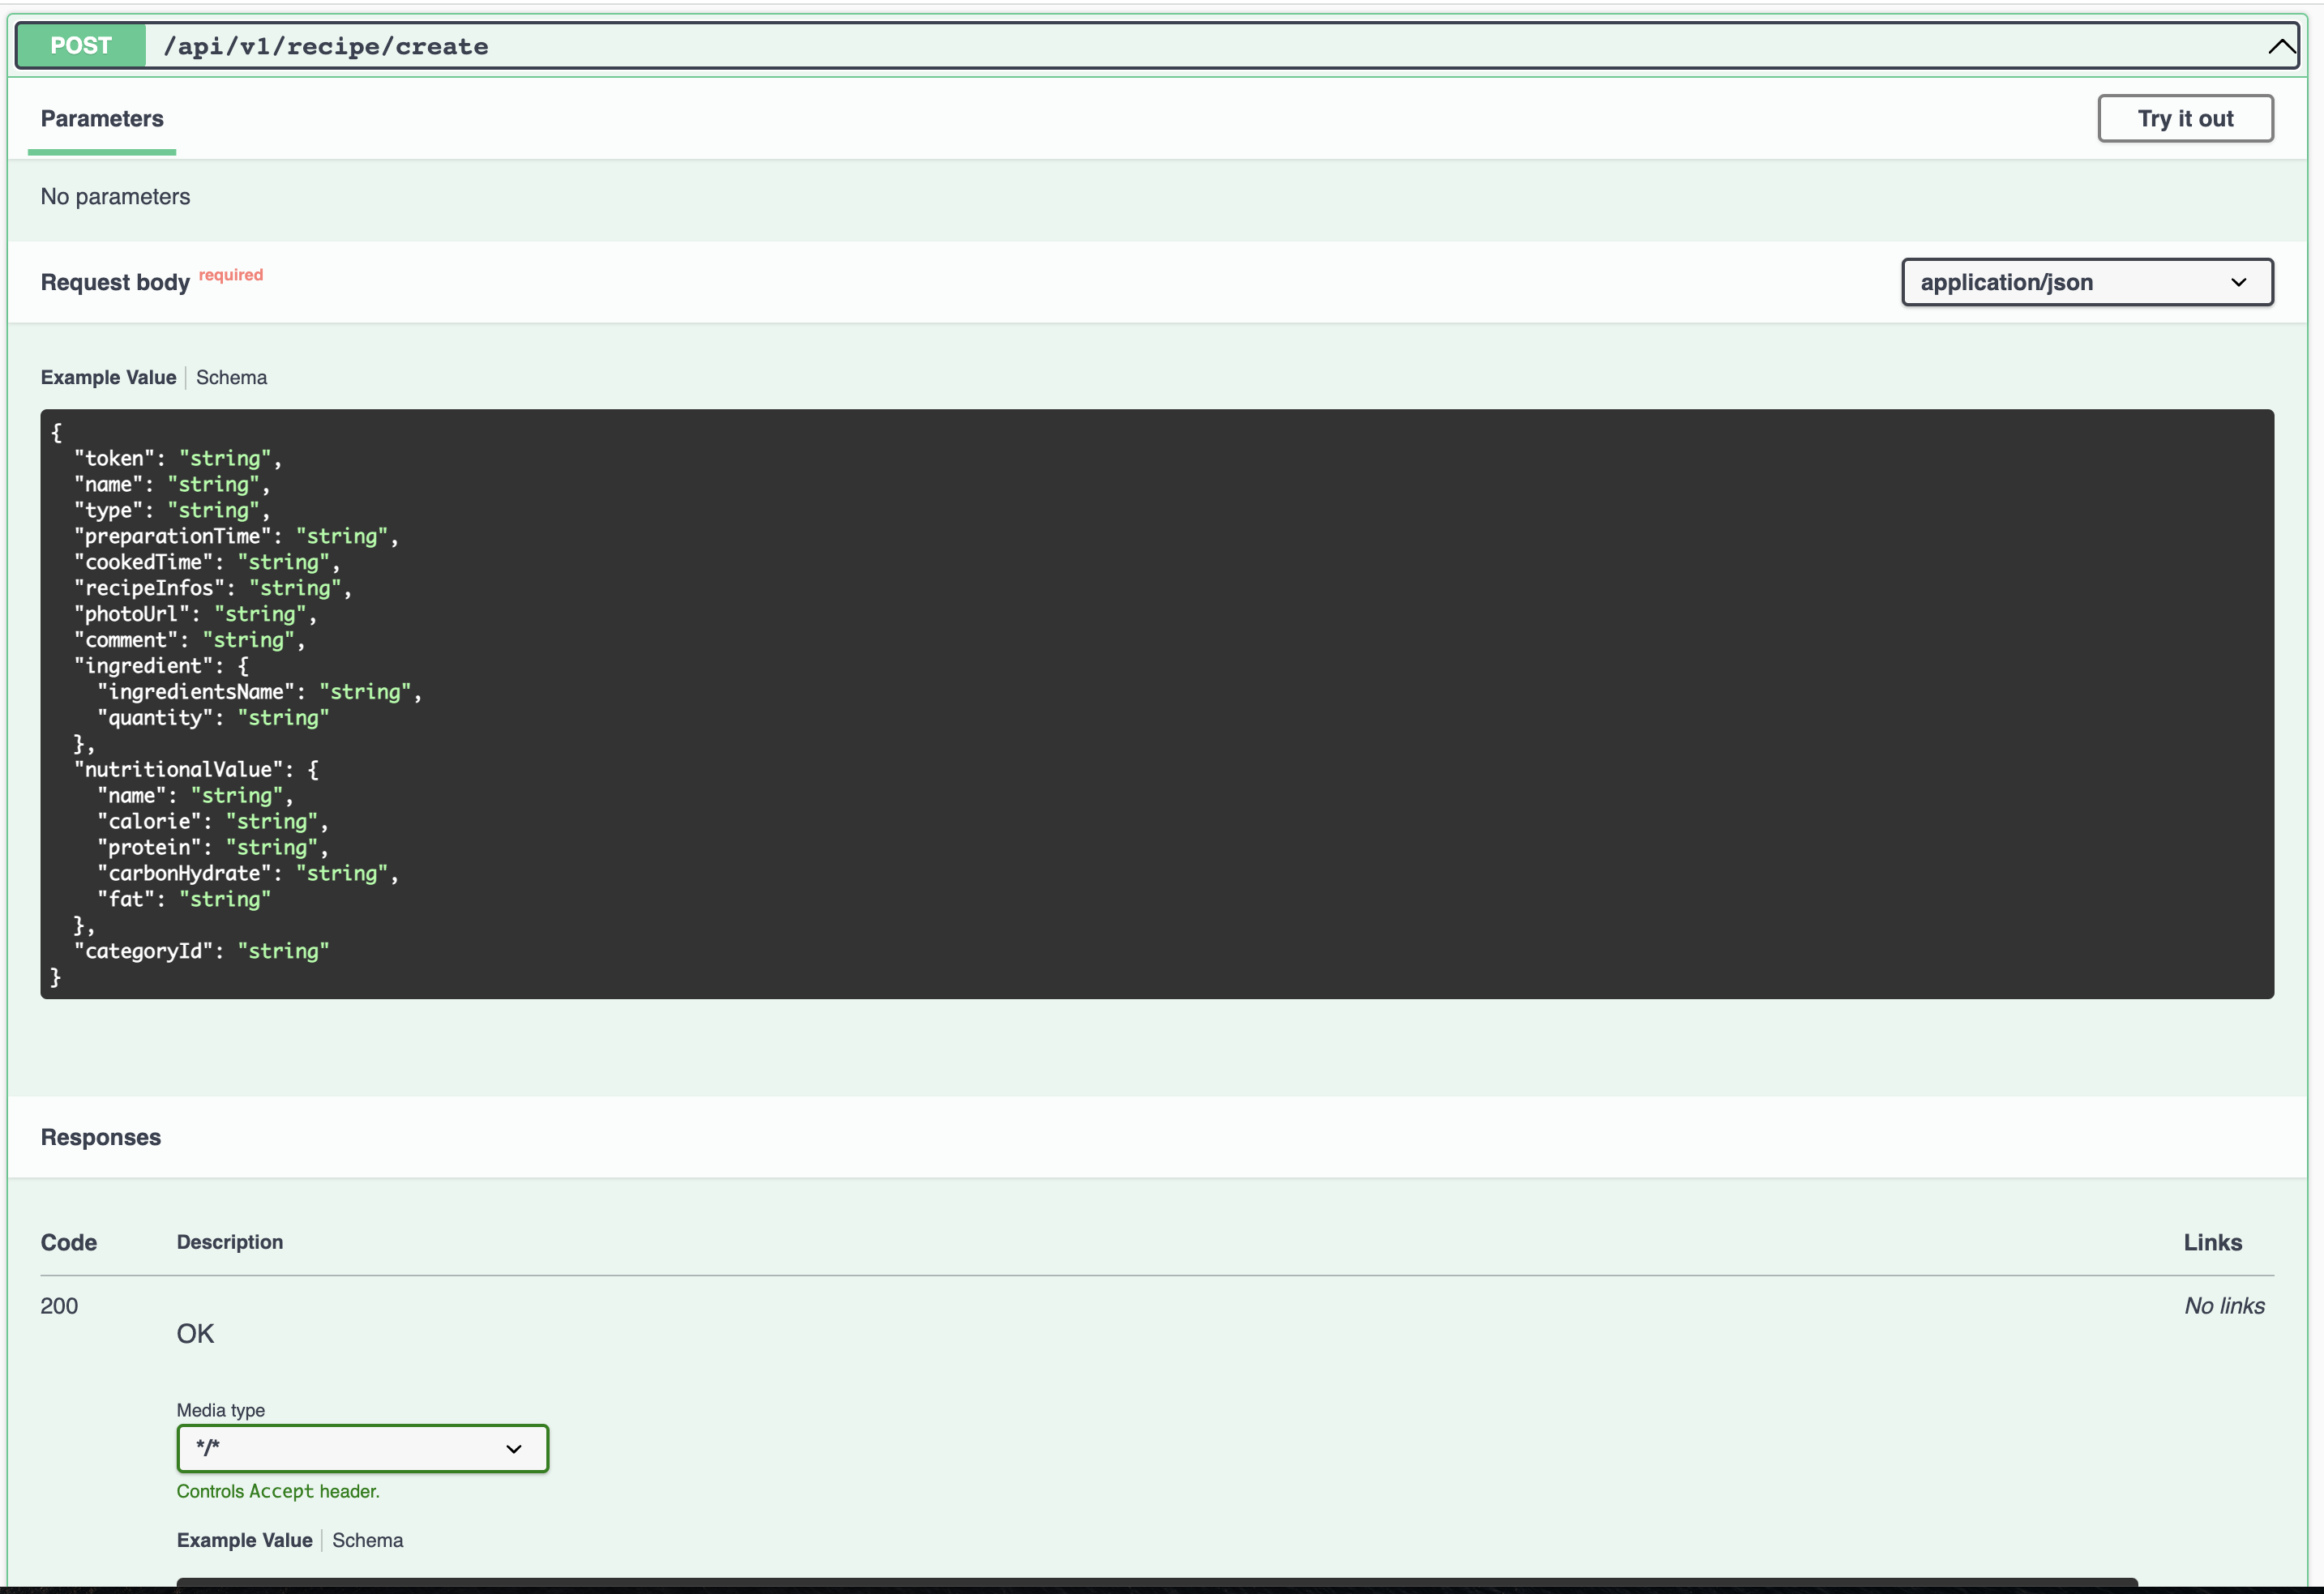 POST /api/v1/recipe/create
Parameters
Try it out
No parameters
Request body required
application/json
Example Value | Schema
{
  "token": "string",
  "name": "string",
  "type": "string",
  "preparationTime": "string",
  "cookedTime": "string",
  "recipeInfos": "string",
  "photoUrl": "string",
  "comment": "string",
  "ingredient": {
    "ingredientsName": "string",
    "quantity": "string"
  },
  "nutritionalValue": {
    "name": "string",
    "calorie": "string",
    "protein": "string",
    "carbonHydrate": "string",
    "fat": "string"
  },
  "categoryId": "string"
}
Responses
Code Description Links
200 No links
OK
Media type
*/*
Controls Accept header.
Example Value | Schema